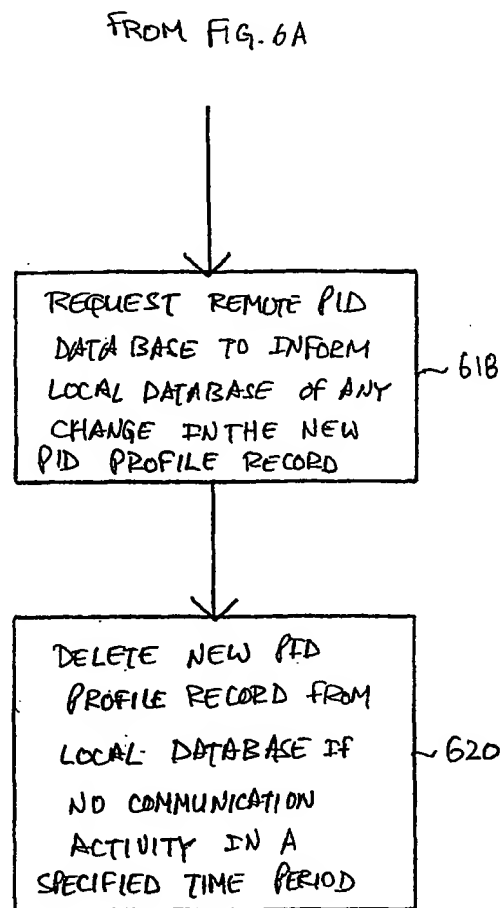 FROM FIG. 6A
REQUEST REMOTE PID
DATA BASE TO INFORM
LOCAL DATABASE OF ANY
CHANGE IN THE NEW
PID PROFILE RECORD
618
DELETE NEW PID
PROFILE RECORD FROM
LOCAL DATABASE IF
NO COMMUNICATION
ACTIVITY IN A
SPECIFIED TIME PERIOD
620